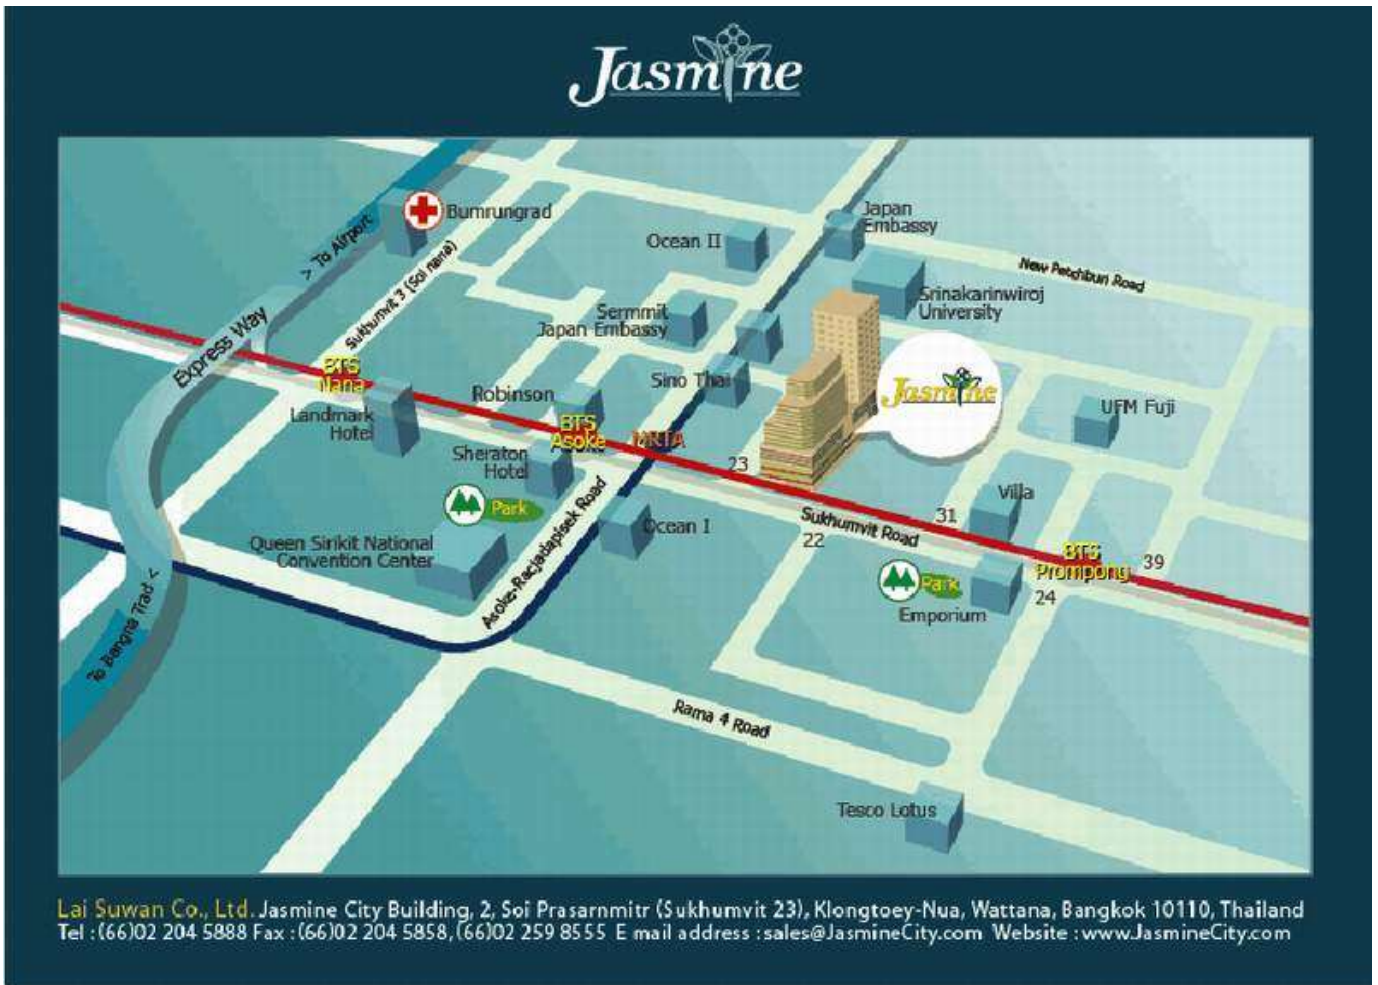 Jasmine
Bumrungrad
Japan
Embassy
> To Airport
Ocean II
Sukhumvit 3 (Soi nana)
New Petchburi Road
Srinakarinwiroj
University
Sermmit
Japan Embassy
Express Way
BTS
Nana
Sino Thai
Jasmine
Robinson
Landmark
Hotel
UFM Fuji
BTS
Asoke
MRTA
Sheraton
Hotel
23
Villa
Park
Sukhumvit Road
31
Ocean I
22
Asoke-Racjadapisek Road
Queen Sirikit National
Convention Center
BTS
Prompong
39
Park
24
Emporium
To Bangna Trad <
Rama 4 Road
Tesco Lotus
Lai Suwan Co., Ltd. Jasmine City Building, 2, Soi Prasarnmitr (Sukhumvit 23), Klongtoey-Nua, Wattana, Bangkok 10110, Thailand
Tel : (66)02 204 5888 Fax : (66)02 204 5858, (66)02 259 8555 E mail address : sales@JasmineCity.com Website : www.JasmineCity.com